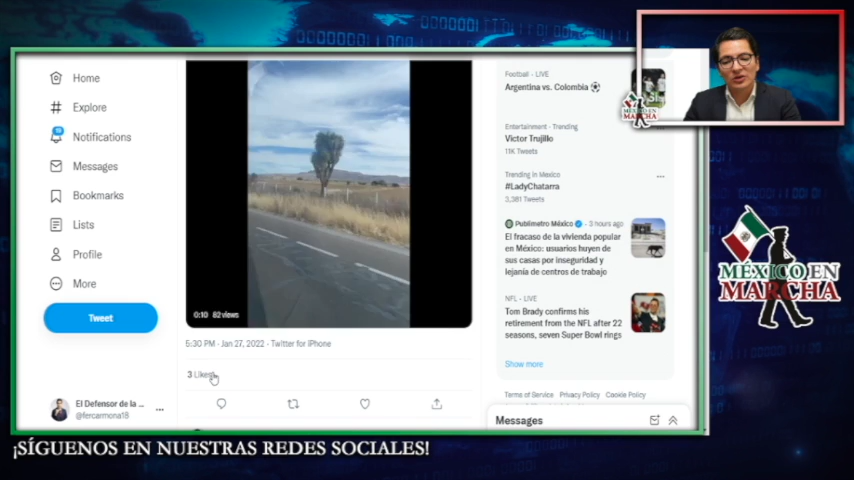 Home
Explore
Notifications
Messages
Bookmarks
Lists
Profile
More
Tweet
El Defensor de la ...
@fercarmona18
0:10 82 views
5:30 PM · Jan 27, 2022 · Twitter for iPhone
3 Likes
Football · LIVE
Argentina vs. Colombia
Entertainment · Trending
Victor Trujillo
11K Tweets
Trending in Mexico
#LadyChatarra
3,381 Tweets
Publimetro México · 3 hours ago
El fracaso de la vivienda popular
en México: usuarios huyen de
sus casas por inseguridad y
lejanía de centros de trabajo
NFL · LIVE
Tom Brady confirms his
retirement from the NFL after 22
seasons, seven Super Bowl rings
Show more
Terms of Service Privacy Policy Cookie Policy
Messages
MÉXICO EN
MARCHA
MÉXICO EN
MARCHA
¡SÍGUENOS EN NUESTRAS REDES SOCIALES!